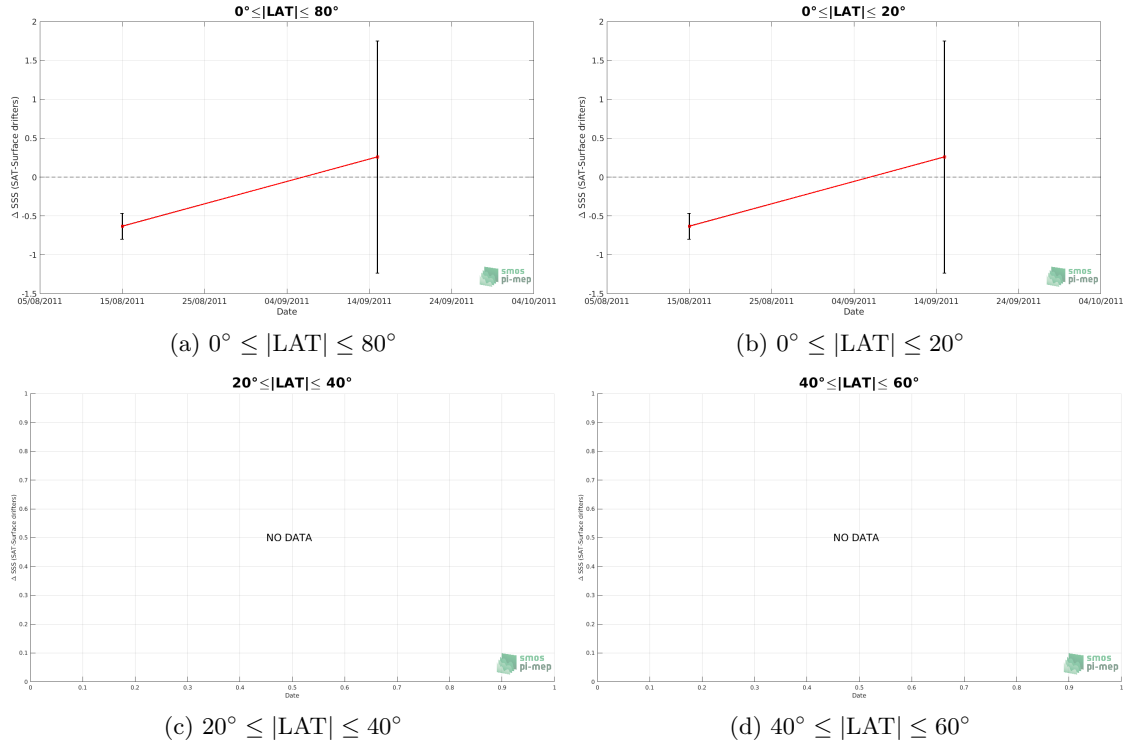 0°≤|LAT|≤ 80°
2
1.5
1
0.5
0
-0.5
-1
-1.5
Δ SSS (SAT-Surface drifters)
05/08/2011 15/08/2011 25/08/2011 04/09/2011 14/09/2011 24/09/2011 04/10/2011
Date
smos
pi-mep
(a) 0° ≤ |LAT| ≤ 80°
0°≤|LAT|≤ 20°
2
1.5
1
0.5
0
-0.5
-1
-1.5
Δ SSS (SAT-Surface drifters)
05/08/2011 15/08/2011 25/08/2011 04/09/2011 14/09/2011 24/09/2011 04/10/2011
Date
smos
pi-mep
(b) 0° ≤ |LAT| ≤ 20°
20°≤|LAT|≤ 40°
1
0.9
0.8
0.7
0.6
0.5
0.4
0.3
0.2
0.1
0
Δ SSS (SAT-Surface drifters)
NO DATA
0 0.1 0.2 0.3 0.4 0.5 0.6 0.7 0.8 0.9 1
Date
smos
pi-mep
(c) 20° ≤ |LAT| ≤ 40°
40°≤|LAT|≤ 60°
1
0.9
0.8
0.7
0.6
0.5
0.4
0.3
0.2
0.1
0
Δ SSS (SAT-Surface drifters)
NO DATA
0 0.1 0.2 0.3 0.4 0.5 0.6 0.7 0.8 0.9 1
Date
smos
pi-mep
(d) 40° ≤ |LAT| ≤ 60°